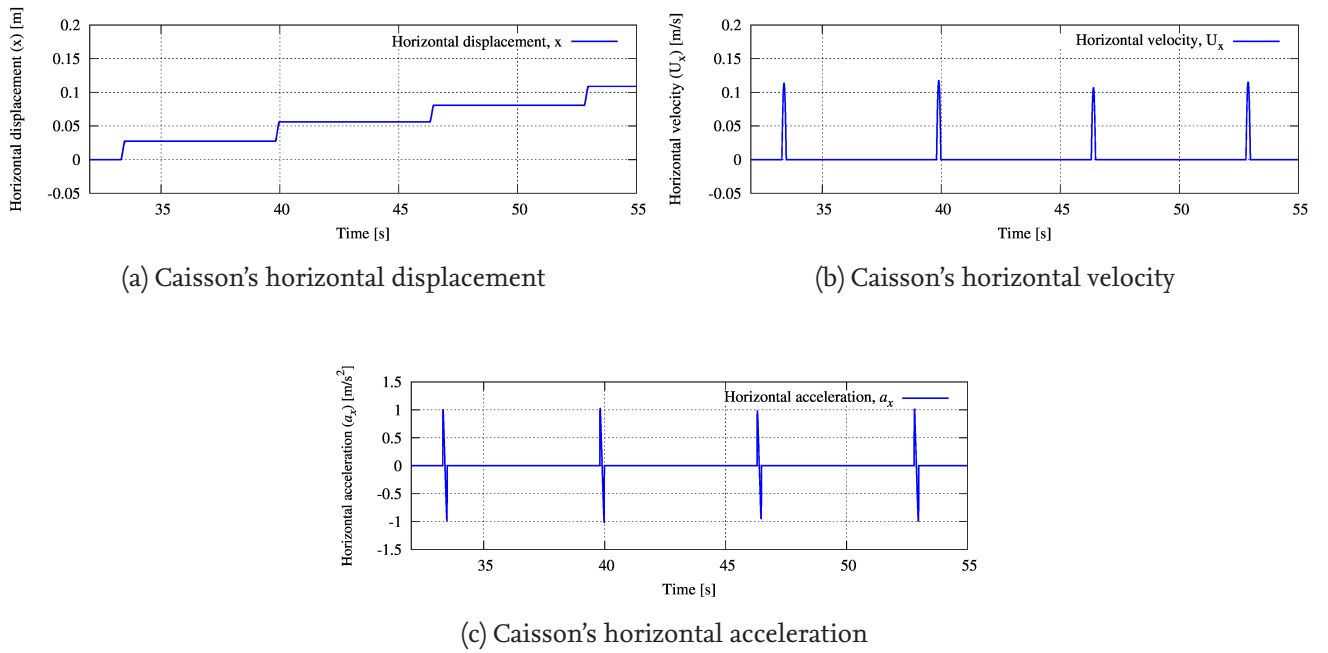 Horizontal displacement (x) [m]
0.2
0.15
0.1
0.05
0
-0.05
Horizontal displacement, x
35
40
45
50
55
Time [s]
(a) Caisson's horizontal displacement
Horizontal velocity (Uₓ) [m/s]
0.2
0.15
0.1
0.05
0
-0.05
Horizontal velocity, Uₓ
35
40
45
50
55
Time [s]
(b) Caisson's horizontal velocity
Horizontal acceleration (aₓ) [m/s²]
1.5
1
0.5
0
-0.5
-1
-1.5
Horizontal acceleration, aₓ
35
40
45
50
55
Time [s]
(c) Caisson's horizontal acceleration